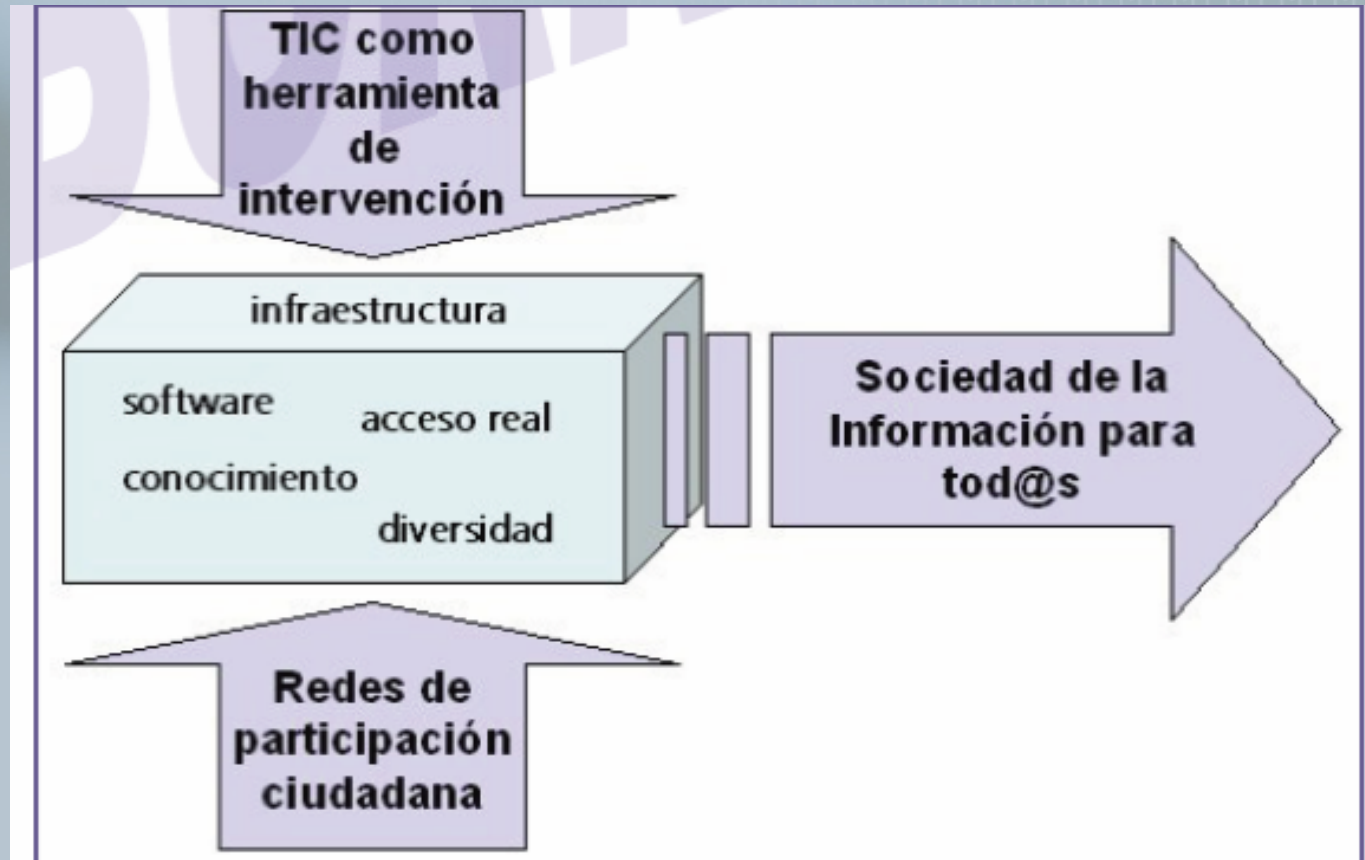 TIC como
herramienta
de
intervención
infraestructura
software
acceso real
conocimiento
diversidad
Sociedad de la
Información para
tod@s
Redes de
participación
ciudadana